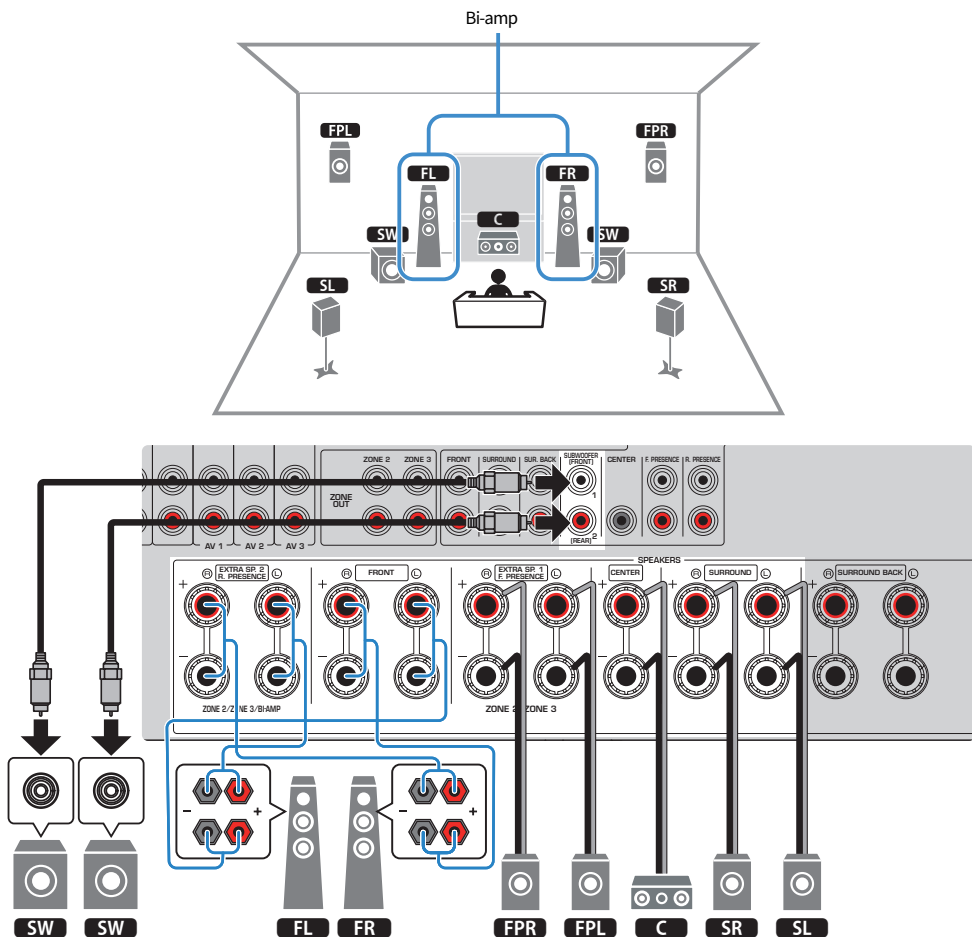 Bi-amp
FPL
FPR
FL
FR
C
SW
SW
SL
SR
ZONE 2
ZONE 3
FRONT
SURROUND
SUR. BACK
SUBWOOFER
(FRONT)
CENTER
F. PRESENCE
R. PRESENCE
1
ZONE
OUT
2
(REAR)
AV 1
AV 2
AV 3
SPEAKERS
R
EXTRA SP. 2
R. PRESENCE
L
R
FRONT
L
R
EXTRA SP. 1
F. PRESENCE
L
CENTER
R
SURROUND
L
R
SURROUND BACK
L
+
+
+
+
+
+
–
–
–
–
–
–
ZONE 2/ZONE 3/BI-AMP
ZONE 2
ZONE 3
– +
– +
SW
SW
FL
FR
FPR
FPL
C
SR
SL